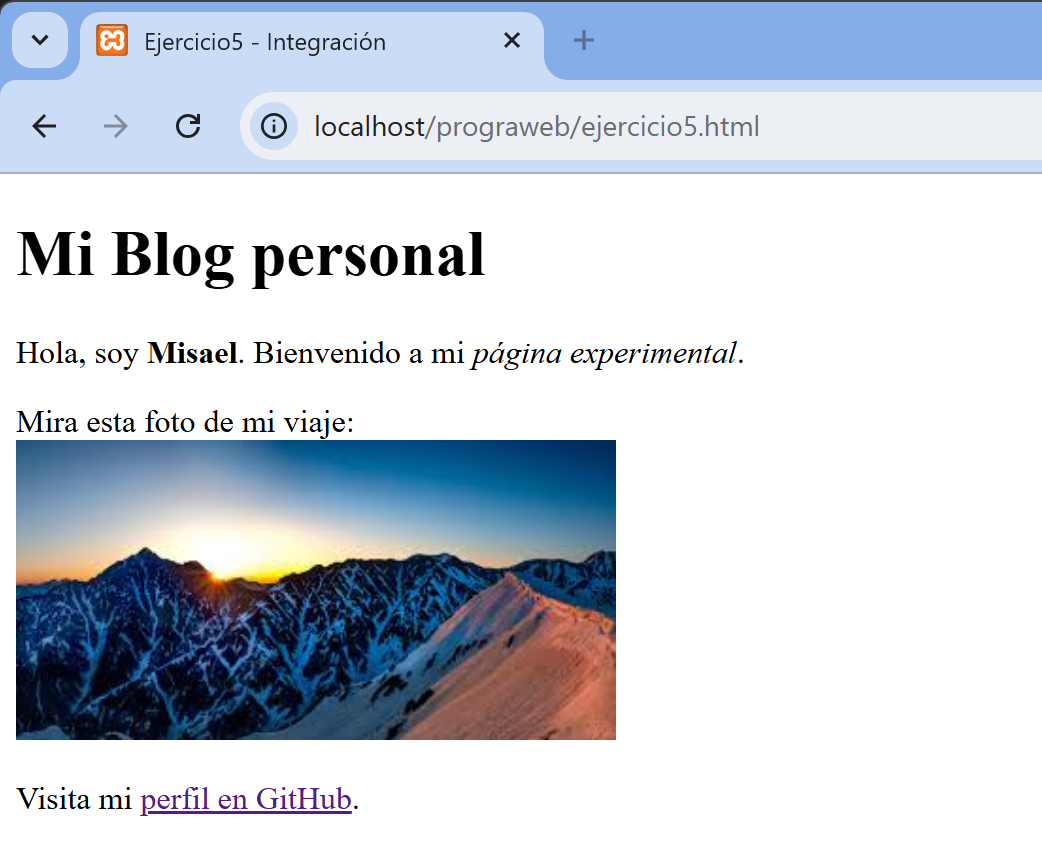 Ejercicio5 - Integración
localhost/prograweb/ejercicio5.html
Mi Blog personal
Hola, soy Misael. Bienvenido a mi página experimental.
Mira esta foto de mi viaje:
Visita mi perfil en GitHub.